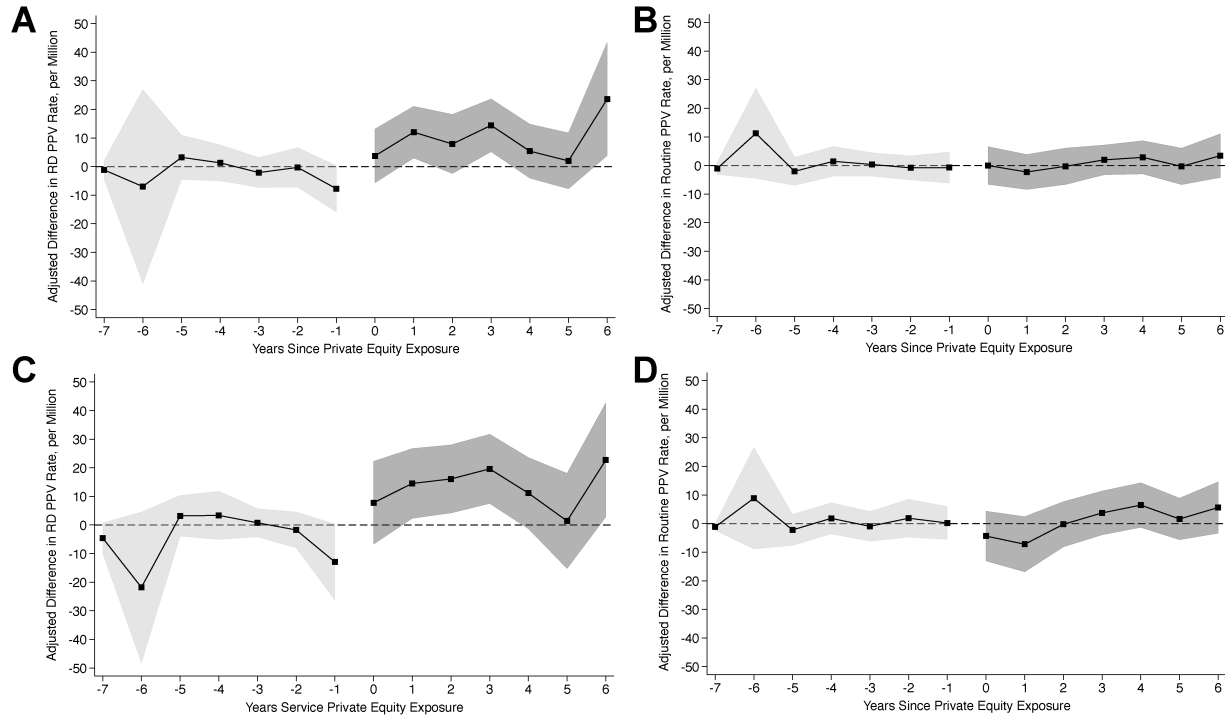 A
Adjusted Difference in RD PPV Rate, per Million
50
40
30
20
10
0
-10
-20
-30
-40
-50
-7 -6 -5 -4 -3 -2 -1 0 1 2 3 4 5 6
Years Since Private Equity Exposure
B
Adjusted Difference in Routine PPV Rate, per Million
50
40
30
20
10
0
-10
-20
-30
-40
-50
-7 -6 -5 -4 -3 -2 -1 0 1 2 3 4 5 6
Years Since Private Equity Exposure
C
Adjusted Difference in RD PPV Rate, per Million
50
40
30
20
10
0
-10
-20
-30
-40
-50
-7 -6 -5 -4 -3 -2 -1 0 1 2 3 4 5 6
Years Service Private Equity Exposure
D
Adjusted Difference in Routine PPV Rate, per Million
50
40
30
20
10
0
-10
-20
-30
-40
-50
-7 -6 -5 -4 -3 -2 -1 0 1 2 3 4 5 6
Years Since Private Equity Exposure